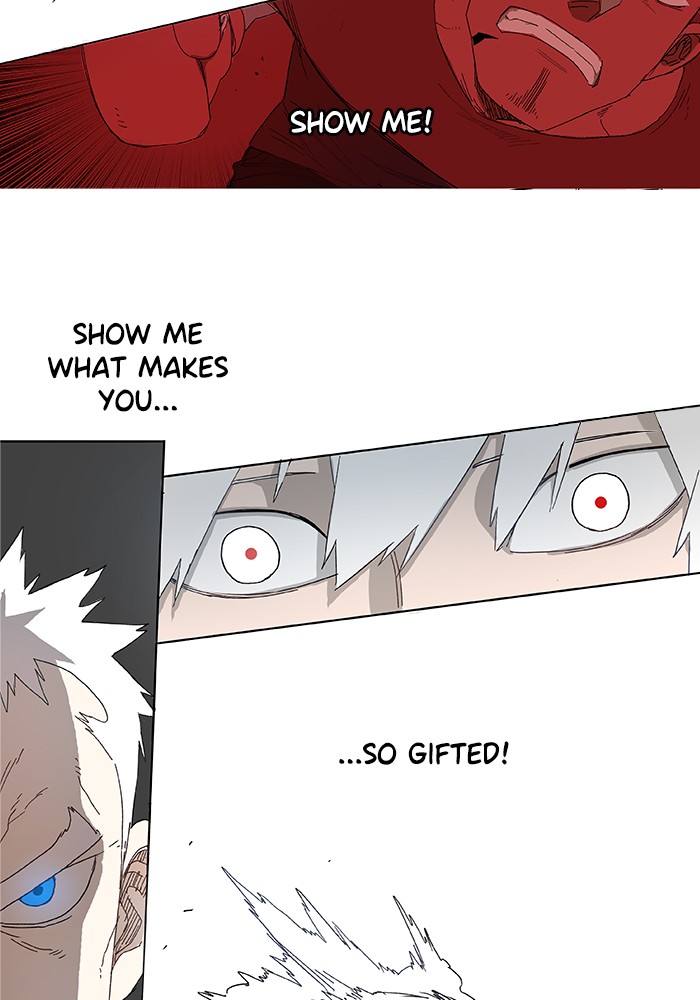 SHOW ME!
SHOW ME
WHAT MAKES
YOU...
...SO GIFTED!